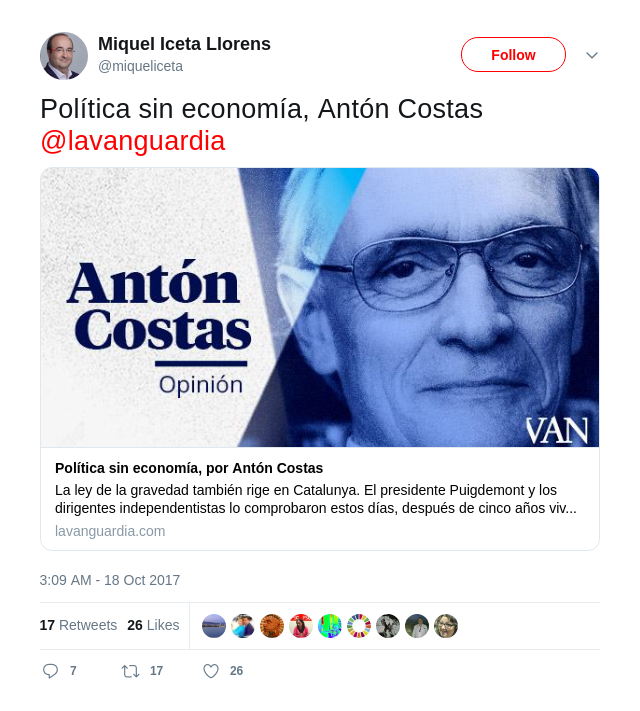 Miquel Iceta Llorens
@miqueliceta
Follow
Política sin economía, Antón Costas
@lavanguardia
Antón
Costas
Opinión
VAN
Política sin economía, por Antón Costas
La ley de la gravedad también rige en Catalunya. El presidente Puigdemont y los
dirigentes independentistas lo comprobaron estos días, después de cinco años viv...
lavanguardia.com
3:09 AM - 18 Oct 2017
17 Retweets 26 Likes
7 17 26